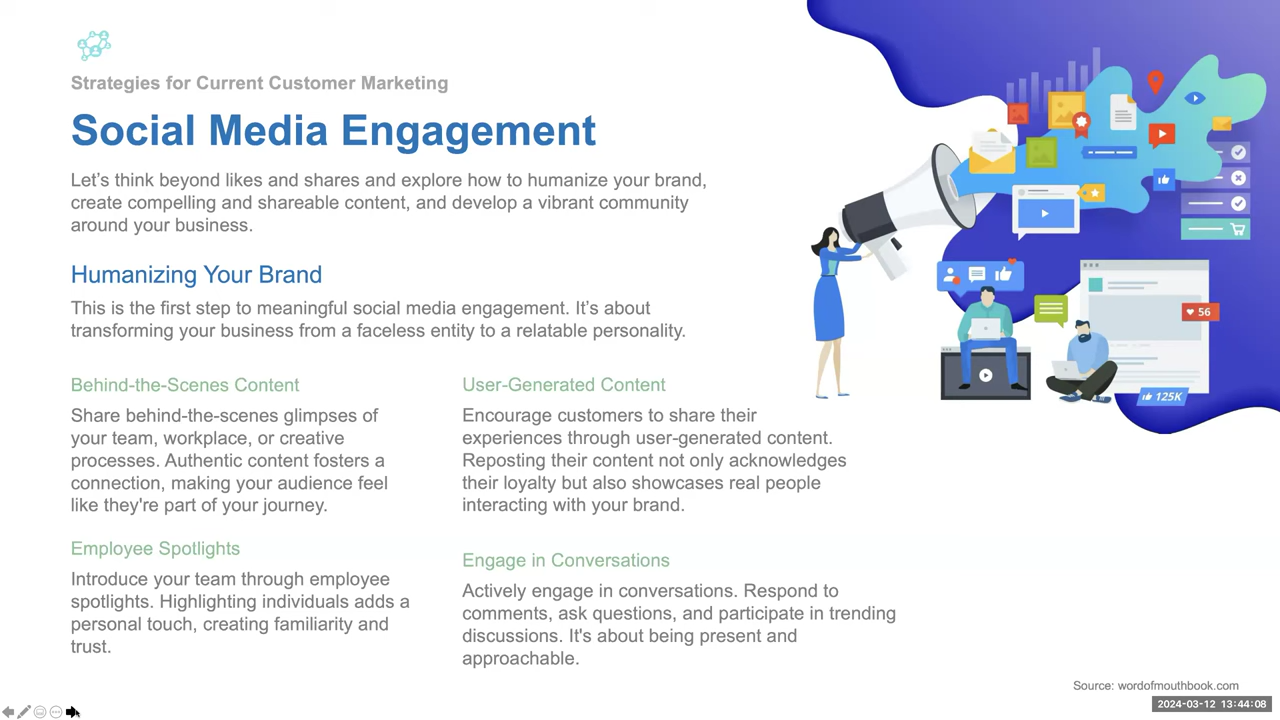 Strategies for Current Customer Marketing
Social Media Engagement
Let’s think beyond likes and shares and explore how to humanize your brand,
create compelling and shareable content, and develop a vibrant community
around your business.
Humanizing Your Brand
This is the first step to meaningful social media engagement. It’s about
transforming your business from a faceless entity to a relatable personality.
Behind-the-Scenes Content
Share behind-the-scenes glimpses of
your team, workplace, or creative
processes. Authentic content fosters a
connection, making your audience feel
like they're part of your journey.
Employee Spotlights
Introduce your team through employee
spotlights. Highlighting individuals adds a
personal touch, creating familiarity and
trust.
User-Generated Content
Encourage customers to share their
experiences through user-generated content.
Reposting their content not only acknowledges
their loyalty but also showcases real people
interacting with your brand.
Engage in Conversations
Actively engage in conversations. Respond to
comments, ask questions, and participate in trending
discussions. It's about being present and
approachable.
56
125K
Source: wordofmouthbook.com
2024-03-12 13:44:08